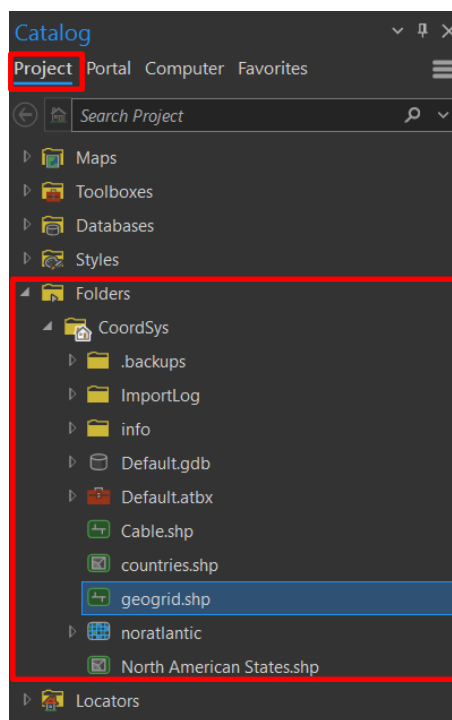 Catalog
Project Portal Computer Favorites
Search Project
Maps
Toolboxes
Databases
Styles
Folders
CoordSys
.backups
ImportLog
info
Default.gdb
Default.atbx
Cable.shp
countries.shp
geogrid.shp
noratlantic
North American States.shp
Locators